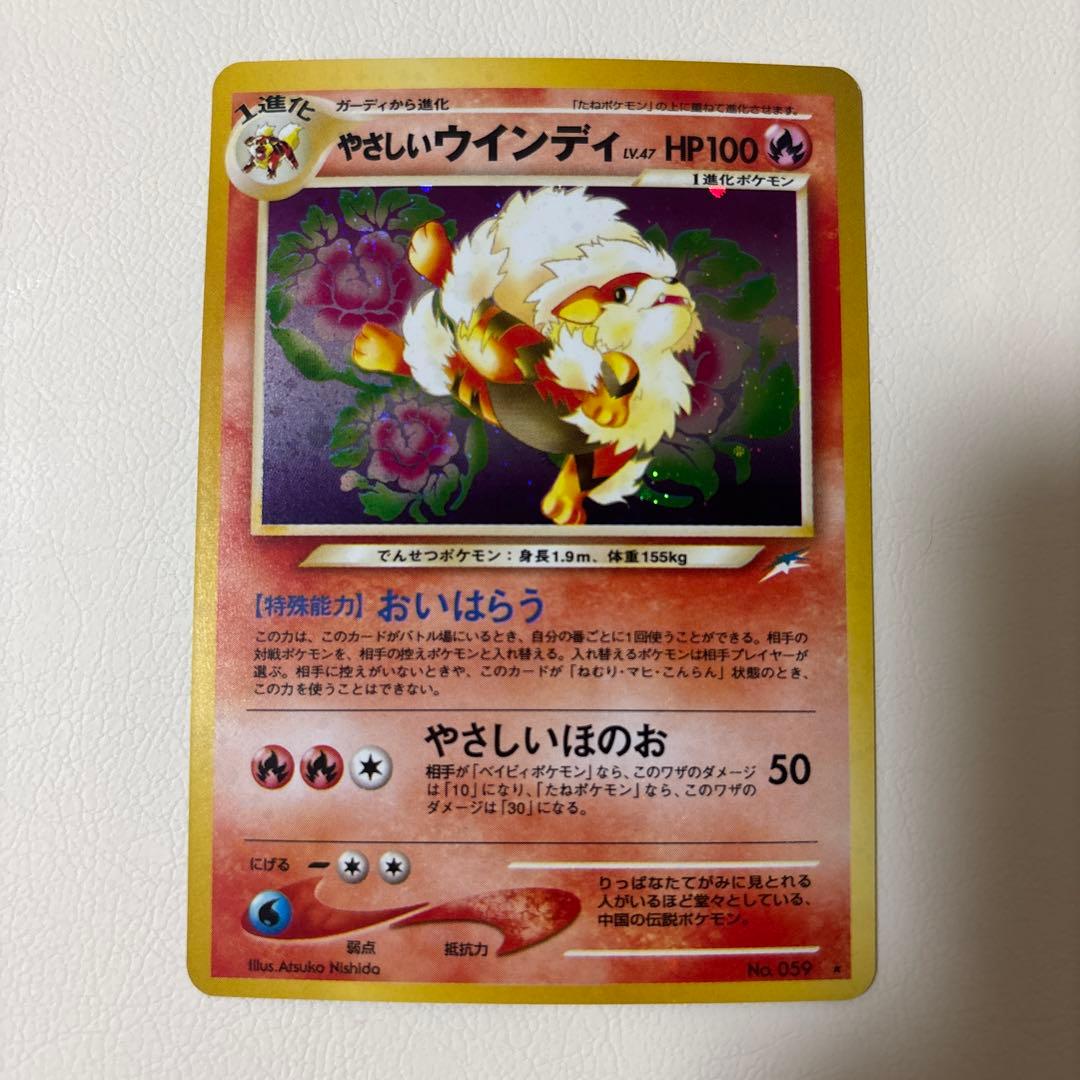 1進化
ガーディから進化
「たねポケモン」の上に重ねて進化させます。
やさしいウインディ LV.47 HP100
1進化ポケモン
でんせつポケモン：身長1.9m、体重155kg
【特殊能力】おいはらう
この力は、このカードがバトル場にいるとき、自分の番ごとに1回使うことができる。相手の
対戦ポケモンを、相手の控えポケモンと入れ替える。入れ替えるポケモンは相手プレイヤーが
選ぶ。相手に控えがいないときや、このカードが「ねむり・マヒ・こんらん」状態のとき、
この力を使うことはできない。
やさしいほのお
相手が「ベイビィポケモン」なら、このワザのダメージ
は「10」になり、「たねポケモン」なら、このワザの
ダメージは「30」になる。
50
にげる
りっぱなたてがみに見とれる
人がいるほど堂々としている、
中国の伝説ポケモン。
弱点
抵抗力
Illus.Atsuko Nishida
No. 059 ★